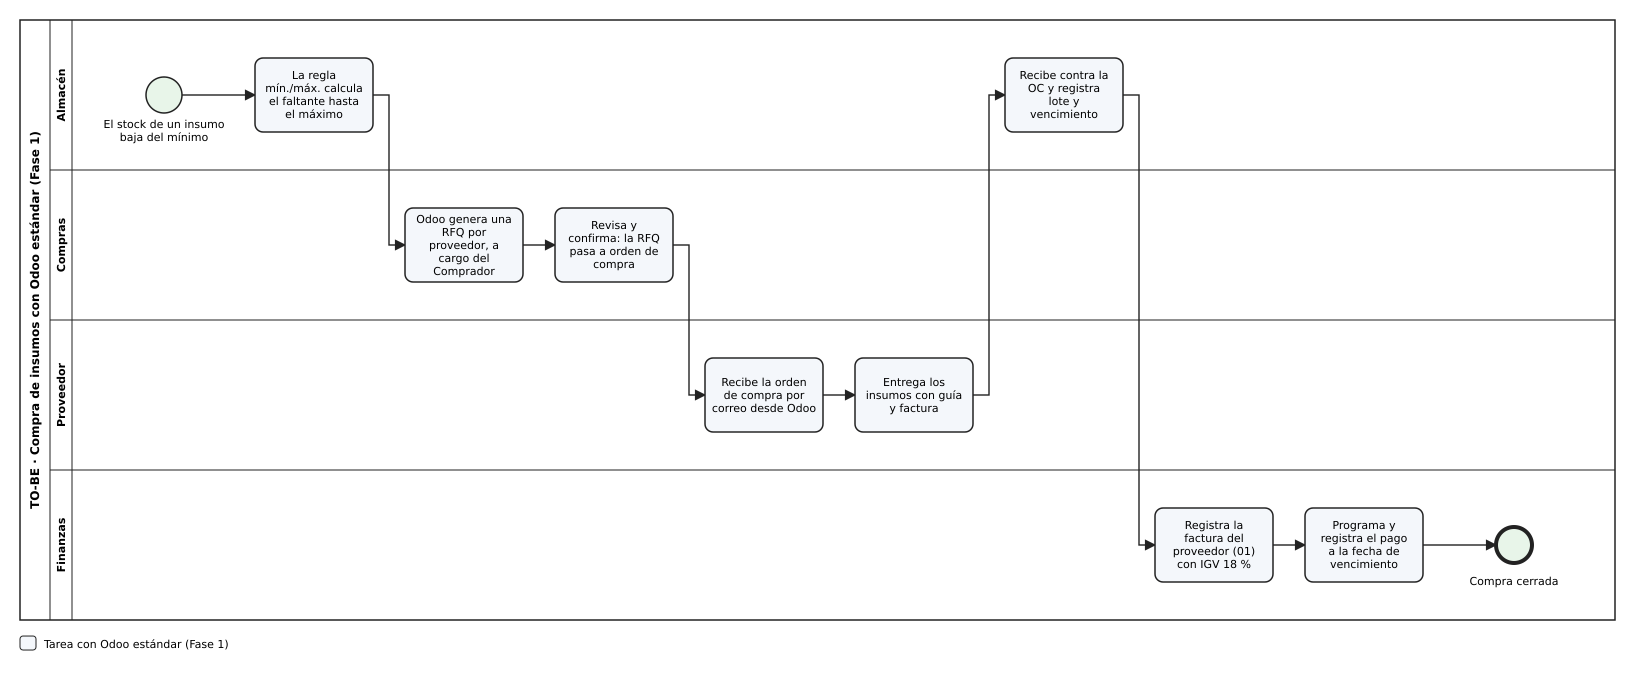 TO-BE · Compra de insumos con Odoo estándar (Fase 1)
Almacén
El stock de un insumo
baja del mínimo
La regla
mín./máx. calcula
el faltante hasta
el máximo
Recibe contra la
OC y registra
lote y
vencimiento
Compras
Odoo genera una
RFQ por
proveedor, a
cargo del
Comprador
Revisa y
confirma: la RFQ
pasa a orden de
compra
Proveedor
Recibe la orden
de compra por
correo desde Odoo
Entrega los
insumos con guía
y factura
Finanzas
Registra la
factura del
proveedor (01)
con IGV 18 %
Programa y
registra el pago
a la fecha de
vencimiento
Compra cerrada
Tarea con Odoo estándar (Fase 1)